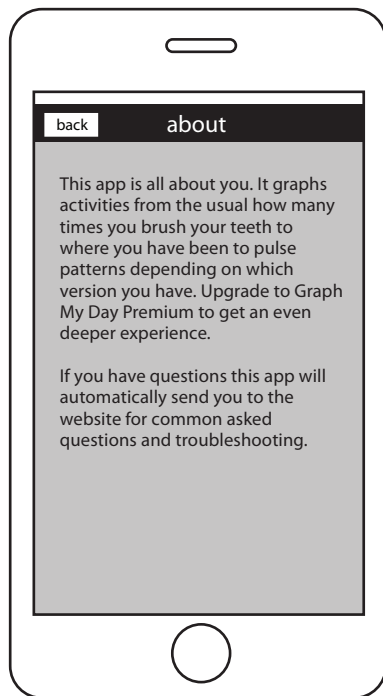 back about
This app is all about you. It graphs
activities from the usual how many
times you brush your teeth to
where you have been to pulse
patterns depending on which
version you have. Upgrade to Graph
My Day Premium to get an even
deeper experience.
If you have questions this app will
automatically send you to the
website for common asked
questions and troubleshooting.